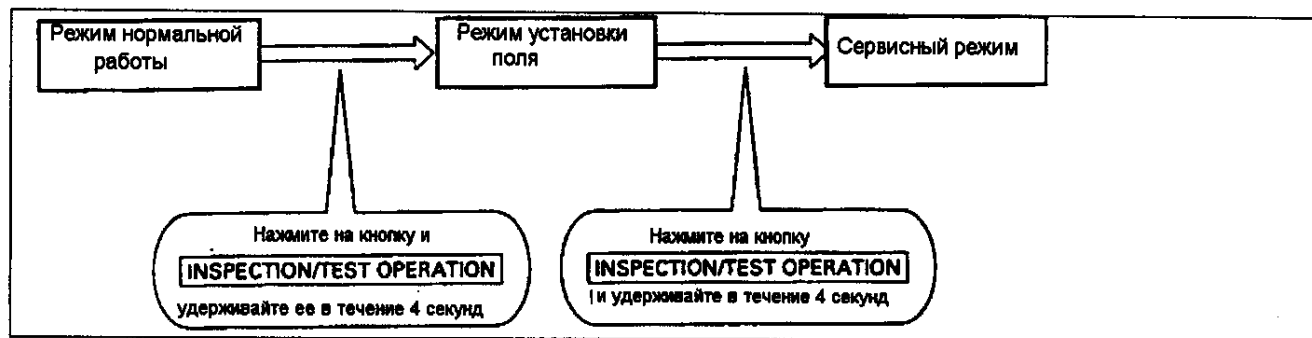 Режим нормальной
работы
Режим установки
поля
Сервисный режим
Нажмите на кнопку и
INSPECTION/TEST OPERATION
удерживайте ее в течение 4 секунд
Нажмите на кнопку
INSPECTION/TEST OPERATION
и удерживайте в течение 4 секунд